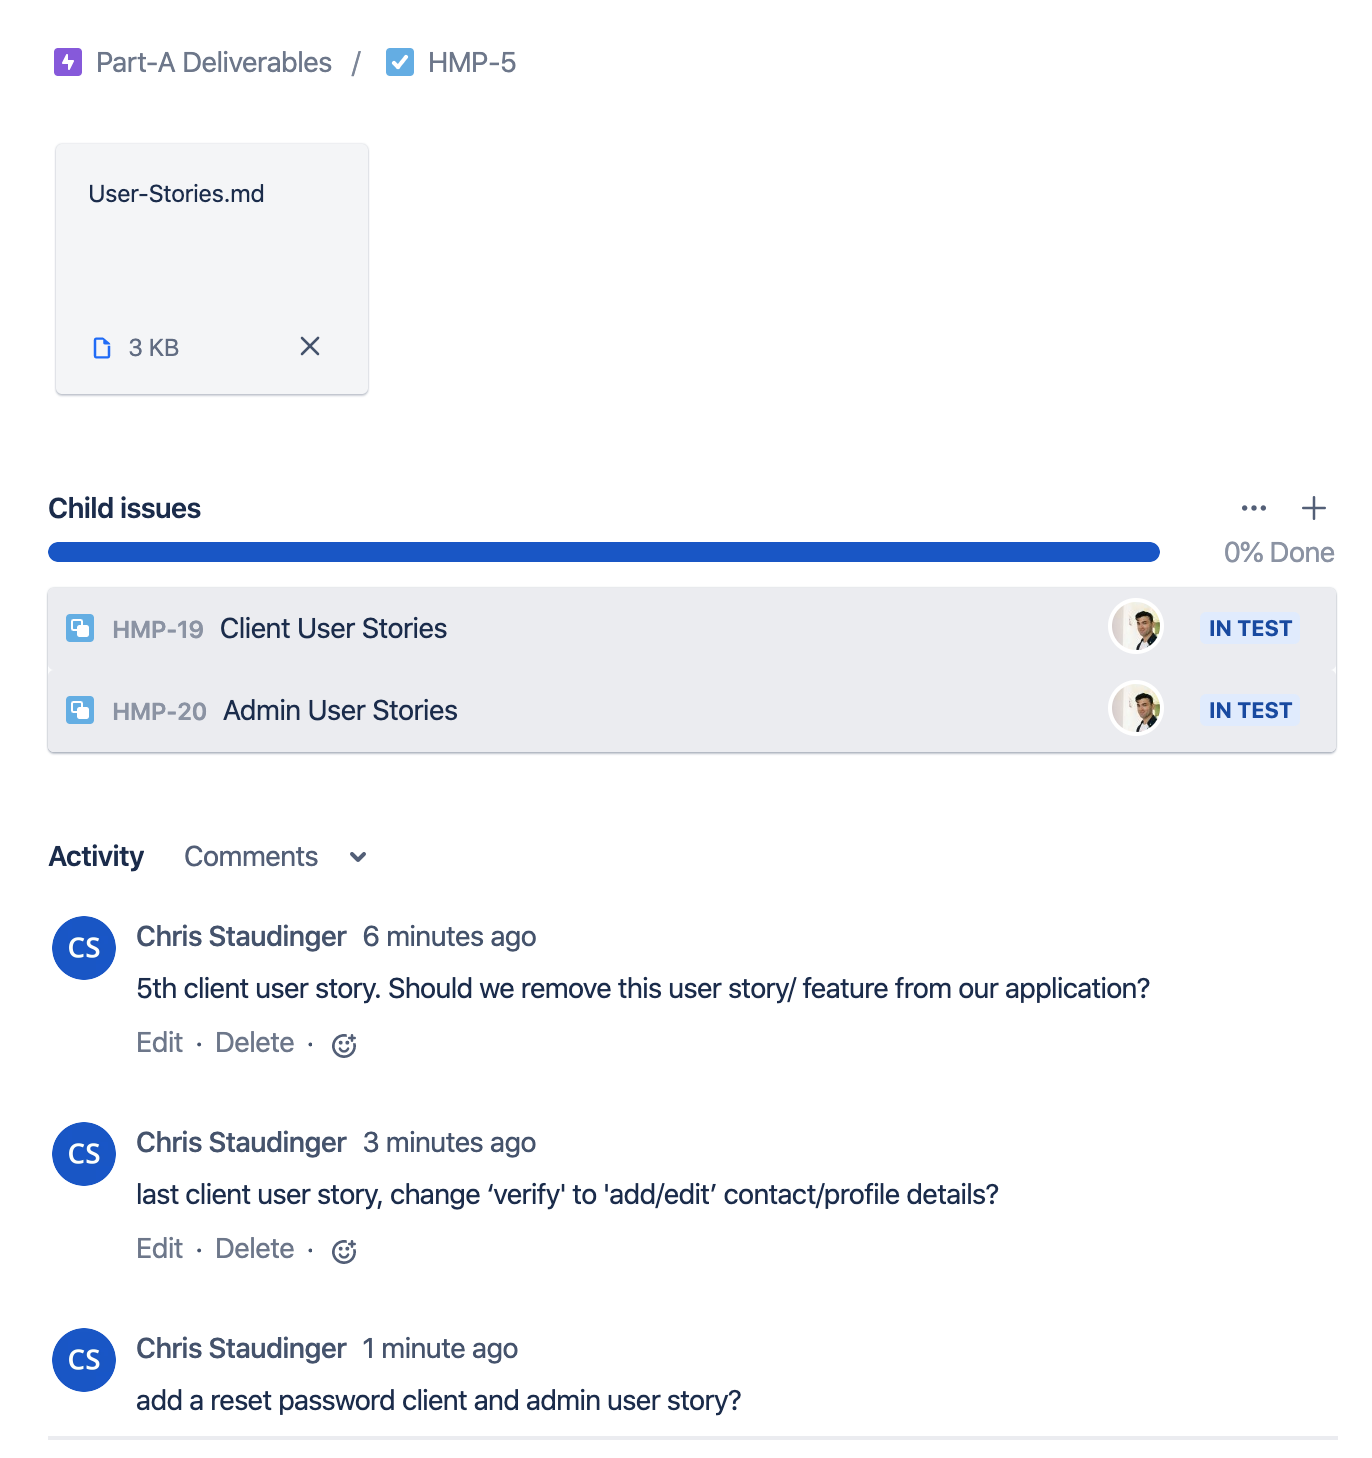 Part-A Deliverables / HMP-5
User-Stories.md
3 KB
Child issues
0% Done
HMP-19 Client User Stories IN TEST
HMP-20 Admin User Stories IN TEST
Activity Comments
CS Chris Staudinger 6 minutes ago
5th client user story. Should we remove this user story/ feature from our application?
Edit · Delete ·
CS Chris Staudinger 3 minutes ago
last client user story, change ‘verify' to 'add/edit’ contact/profile details?
Edit · Delete ·
CS Chris Staudinger 1 minute ago
add a reset password client and admin user story?